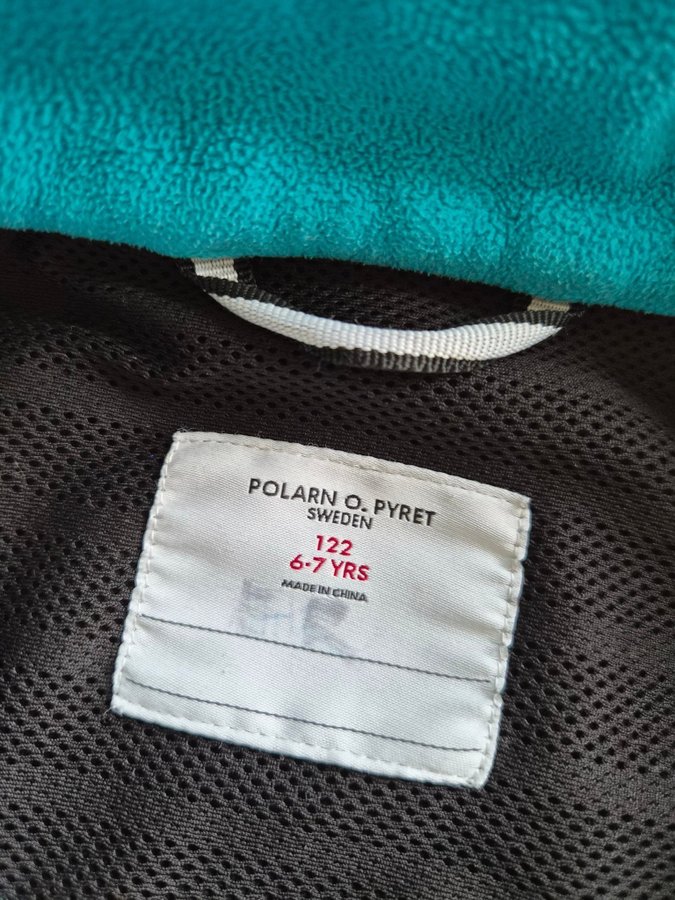 POLARN O. PYRET
SWEDEN
122
6-7 YRS
MADE IN CHINA